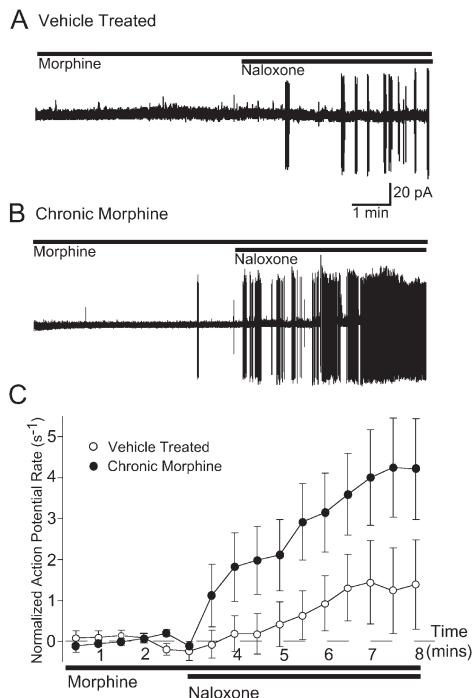 A Vehicle Treated
Morphine
Naloxone
20 pA
1 min
B Chronic Morphine
Morphine
Naloxone
C
Normalized Action Potential Rate (s⁻¹)
5
4
3
2
1
0
Vehicle Treated
Chronic Morphine
1 2 3 4 5 6 7 8
Time
(mins)
Morphine
Naloxone